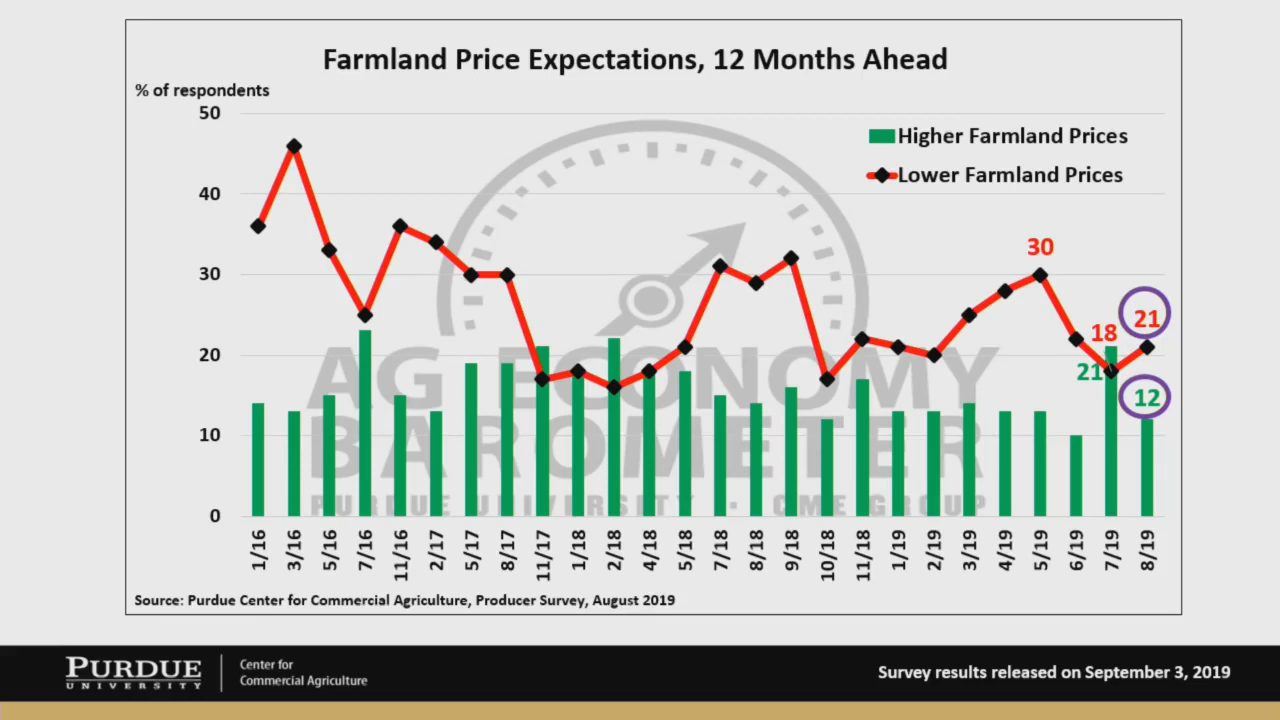 Farmland Price Expectations, 12 Months Ahead
% of respondents
50
40
30
20
10
0
Higher Farmland Prices
Lower Farmland Prices
30
18
21
21
12
AG ECONOMY
BAROMETER
PURDUE UNIVERSITY · CME GROUP
1/16 3/16 5/16 7/16 11/16 2/17 5/17 8/17 11/17 1/18 2/18 4/18 5/18 7/18 8/18 9/18 10/18 11/18 1/19 2/19 3/19 4/19 5/19 6/19 7/19 8/19
Source: Purdue Center for Commercial Agriculture, Producer Survey, August 2019
PURDUE
UNIVERSITY
Center for
Commercial Agriculture
Survey results released on September 3, 2019